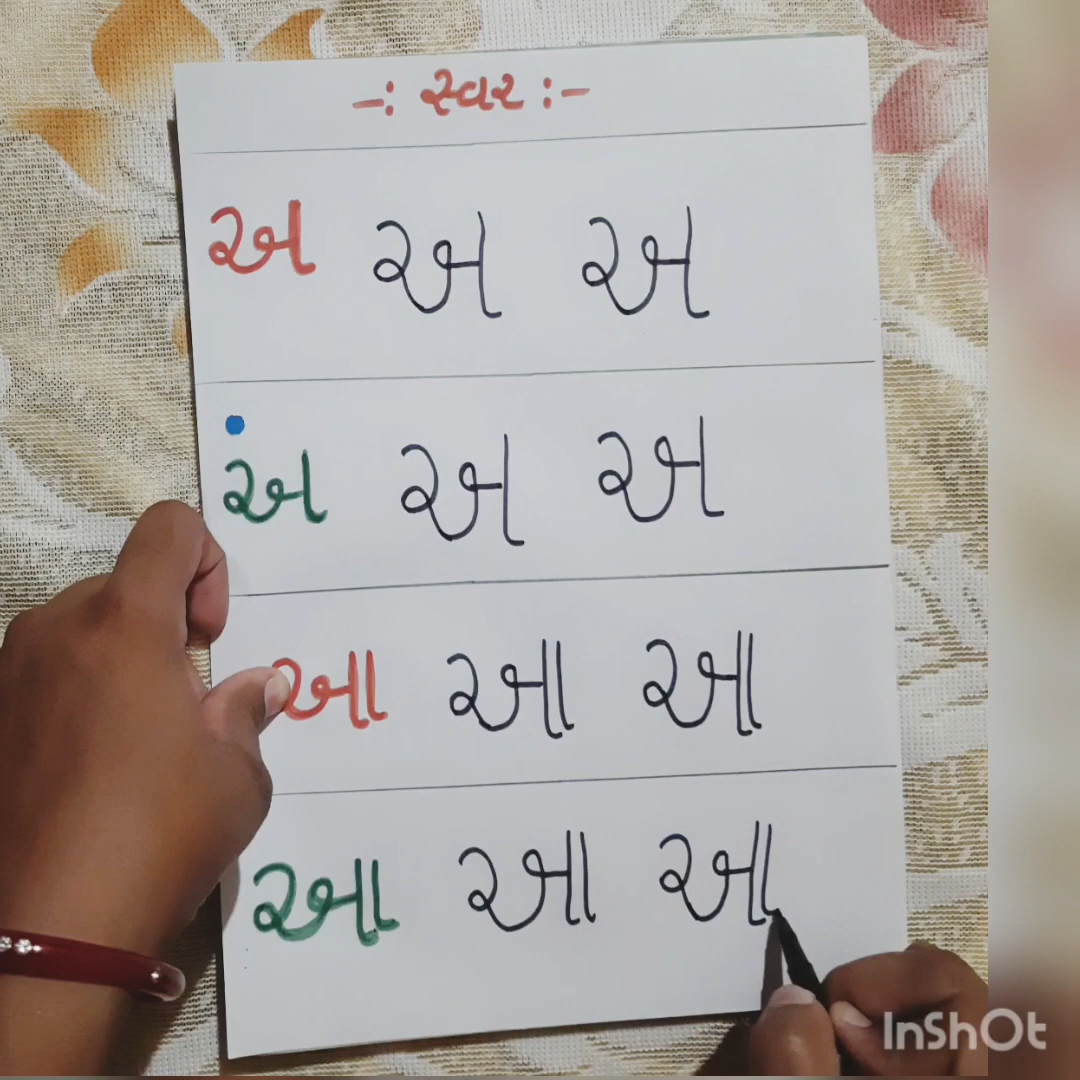 -: સ્વર :-
અ અ અ
અં અ અ
આ આ આ
આ આ આ
InShOt